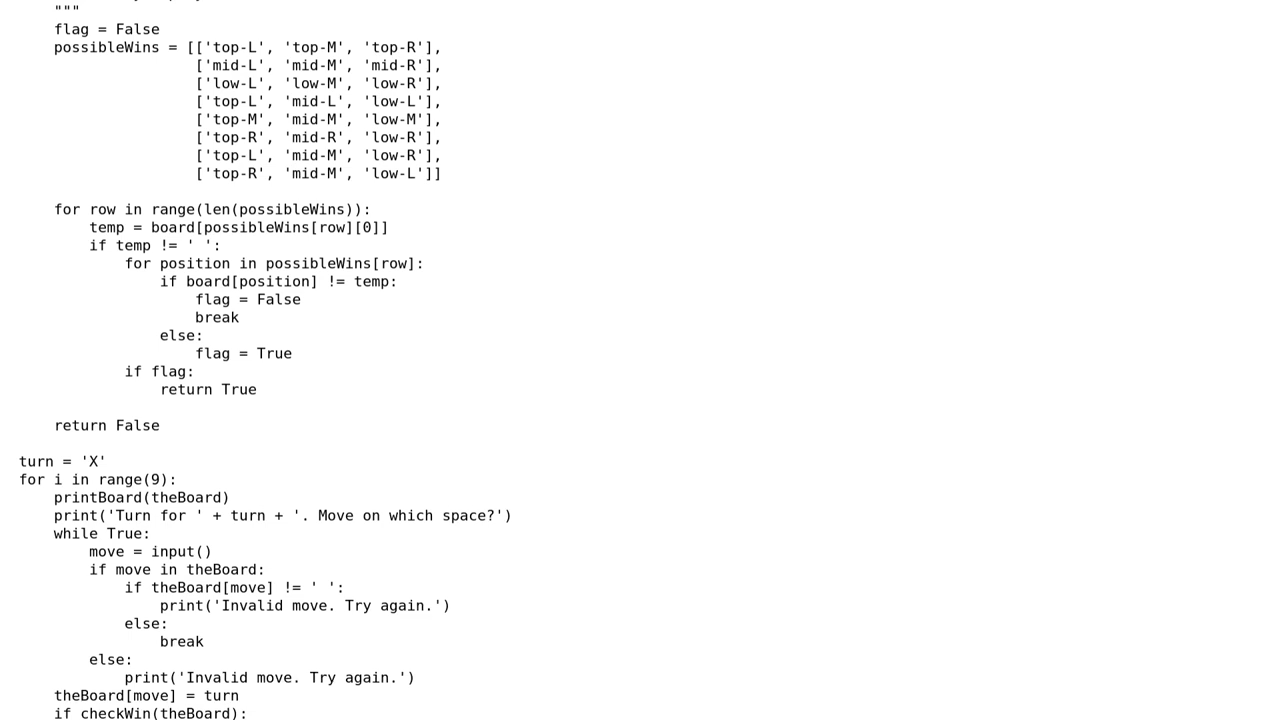 """
    flag = False
    possibleWins = [['top-L', 'top-M', 'top-R'],
                    ['mid-L', 'mid-M', 'mid-R'],
                    ['low-L', 'low-M', 'low-R'],
                    ['top-L', 'mid-L', 'low-L'],
                    ['top-M', 'mid-M', 'low-M'],
                    ['top-R', 'mid-R', 'low-R'],
                    ['top-L', 'mid-M', 'low-R'],
                    ['top-R', 'mid-M', 'low-L']]

    for row in range(len(possibleWins)):
        temp = board[possibleWins[row][0]]
        if temp != ' ':
            for position in possibleWins[row]:
                if board[position] != temp:
                    flag = False
                    break
                else:
                    flag = True
            if flag:
                return True

    return False

turn = 'X'
for i in range(9):
    printBoard(theBoard)
    print('Turn for ' + turn + '. Move on which space?')
    while True:
        move = input()
        if move in theBoard:
            if theBoard[move] != ' ':
                print('Invalid move. Try again.')
            else:
                break
        else:
            print('Invalid move. Try again.')
    theBoard[move] = turn
    if checkWin(theBoard):